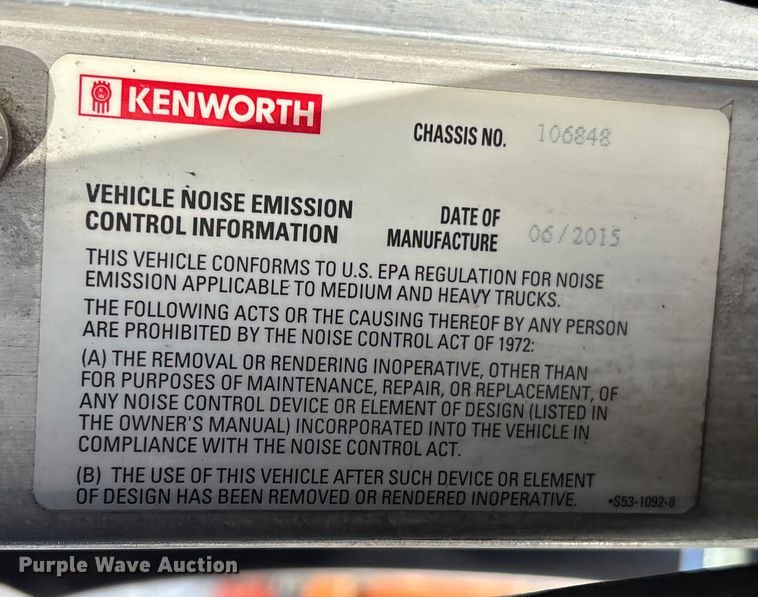 KENWORTH
CHASSIS NO. 106848
VEHICLE NOISE EMISSION
CONTROL INFORMATION
DATE OF
MANUFACTURE 06/2015
THIS VEHICLE CONFORMS TO U.S. EPA REGULATION FOR NOISE
EMISSION APPLICABLE TO MEDIUM AND HEAVY TRUCKS.
THE FOLLOWING ACTS OR THE CAUSING THEREOF BY ANY PERSON
ARE PROHIBITED BY THE NOISE CONTROL ACT OF 1972:
(A) THE REMOVAL OR RENDERING INOPERATIVE, OTHER THAN
FOR PURPOSES OF MAINTENANCE, REPAIR, OR REPLACEMENT, OF
ANY NOISE CONTROL DEVICE OR ELEMENT OF DESIGN (LISTED IN
THE OWNER'S MANUAL) INCORPORATED INTO THE VEHICLE IN
COMPLIANCE WITH THE NOISE CONTROL ACT.
(B) THE USE OF THIS VEHICLE AFTER SUCH DEVICE OR ELEMENT
OF DESIGN HAS BEEN REMOVED OR RENDERED INOPERATIVE. •S53-1092-8
Purple Wave Auction